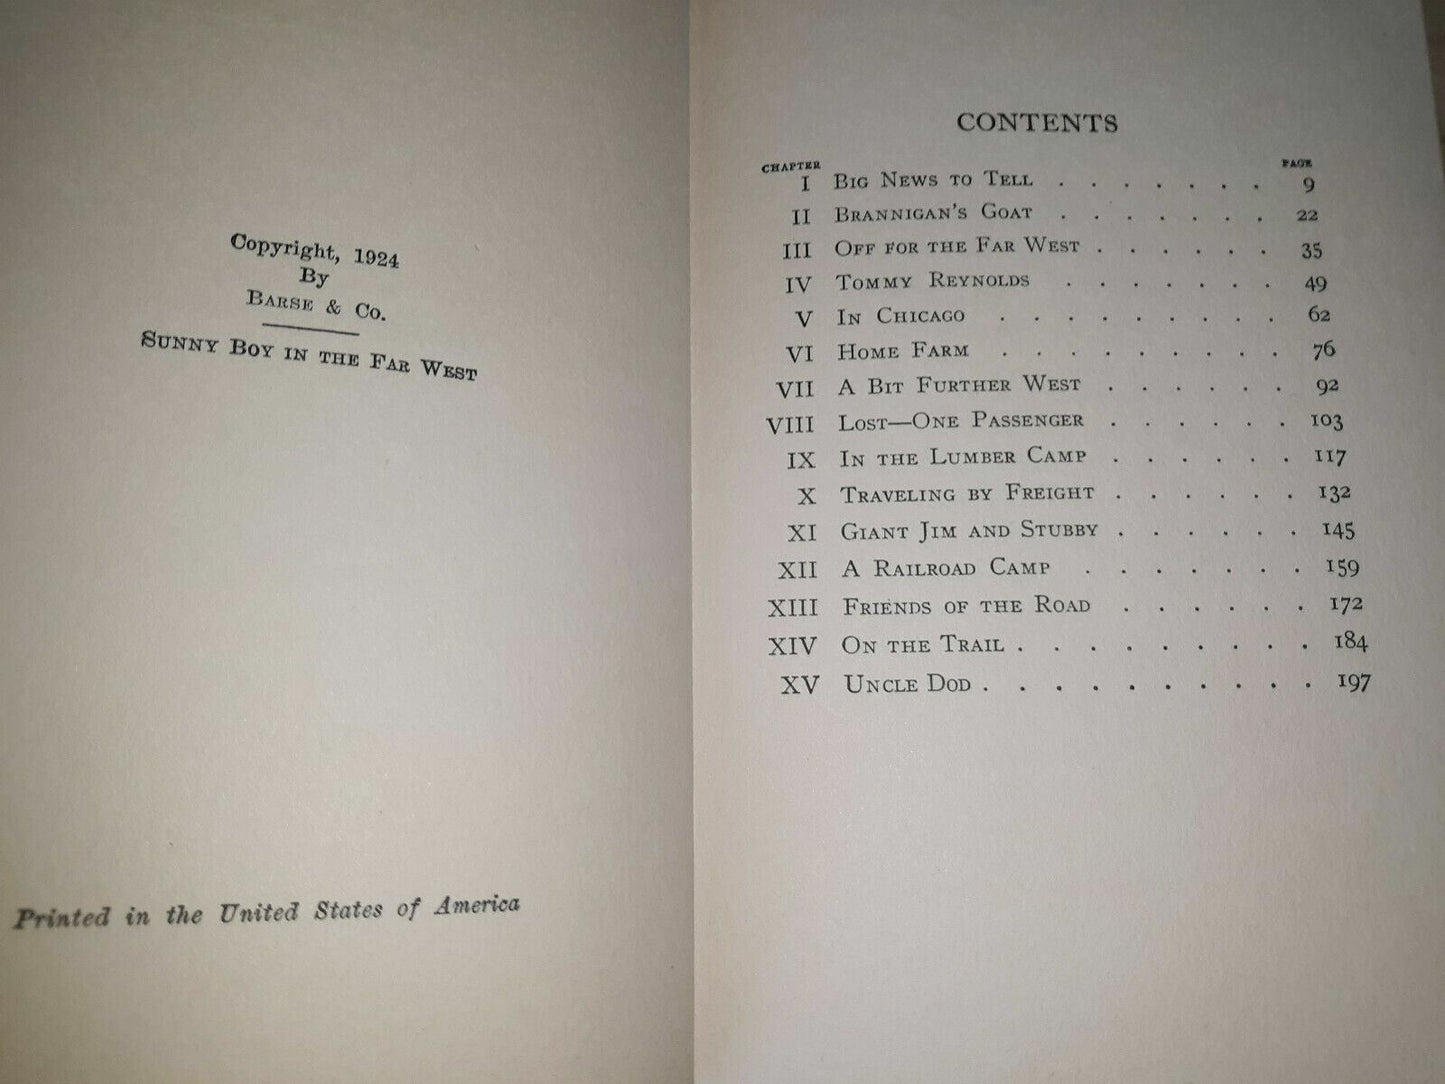 Copyright, 1924
By
Barse & Co.
Sunny Boy in the Far West
Printed in the United States of America
CONTENTS
CHAPTER PAGE
I Big News to Tell . . . . . . . 9
II Brannigan's Goat . . . . . . . 22
III Off for the Far West . . . . . . 35
IV Tommy Reynolds . . . . . . . 49
V In Chicago . . . . . . . . . 62
VI Home Farm . . . . . . . . . 76
VII A Bit Further West . . . . . . 92
VIII Lost—One Passenger . . . . . . 103
IX In the Lumber Camp . . . . . . 117
X Traveling by Freight . . . . . . 132
XI Giant Jim and Stubby . . . . . . 145
XII A Railroad Camp . . . . . . . 159
XIII Friends of the Road . . . . . . 172
XIV On the Trail . . . . . . . . . 184
XV Uncle Dod . . . . . . . . . . 197